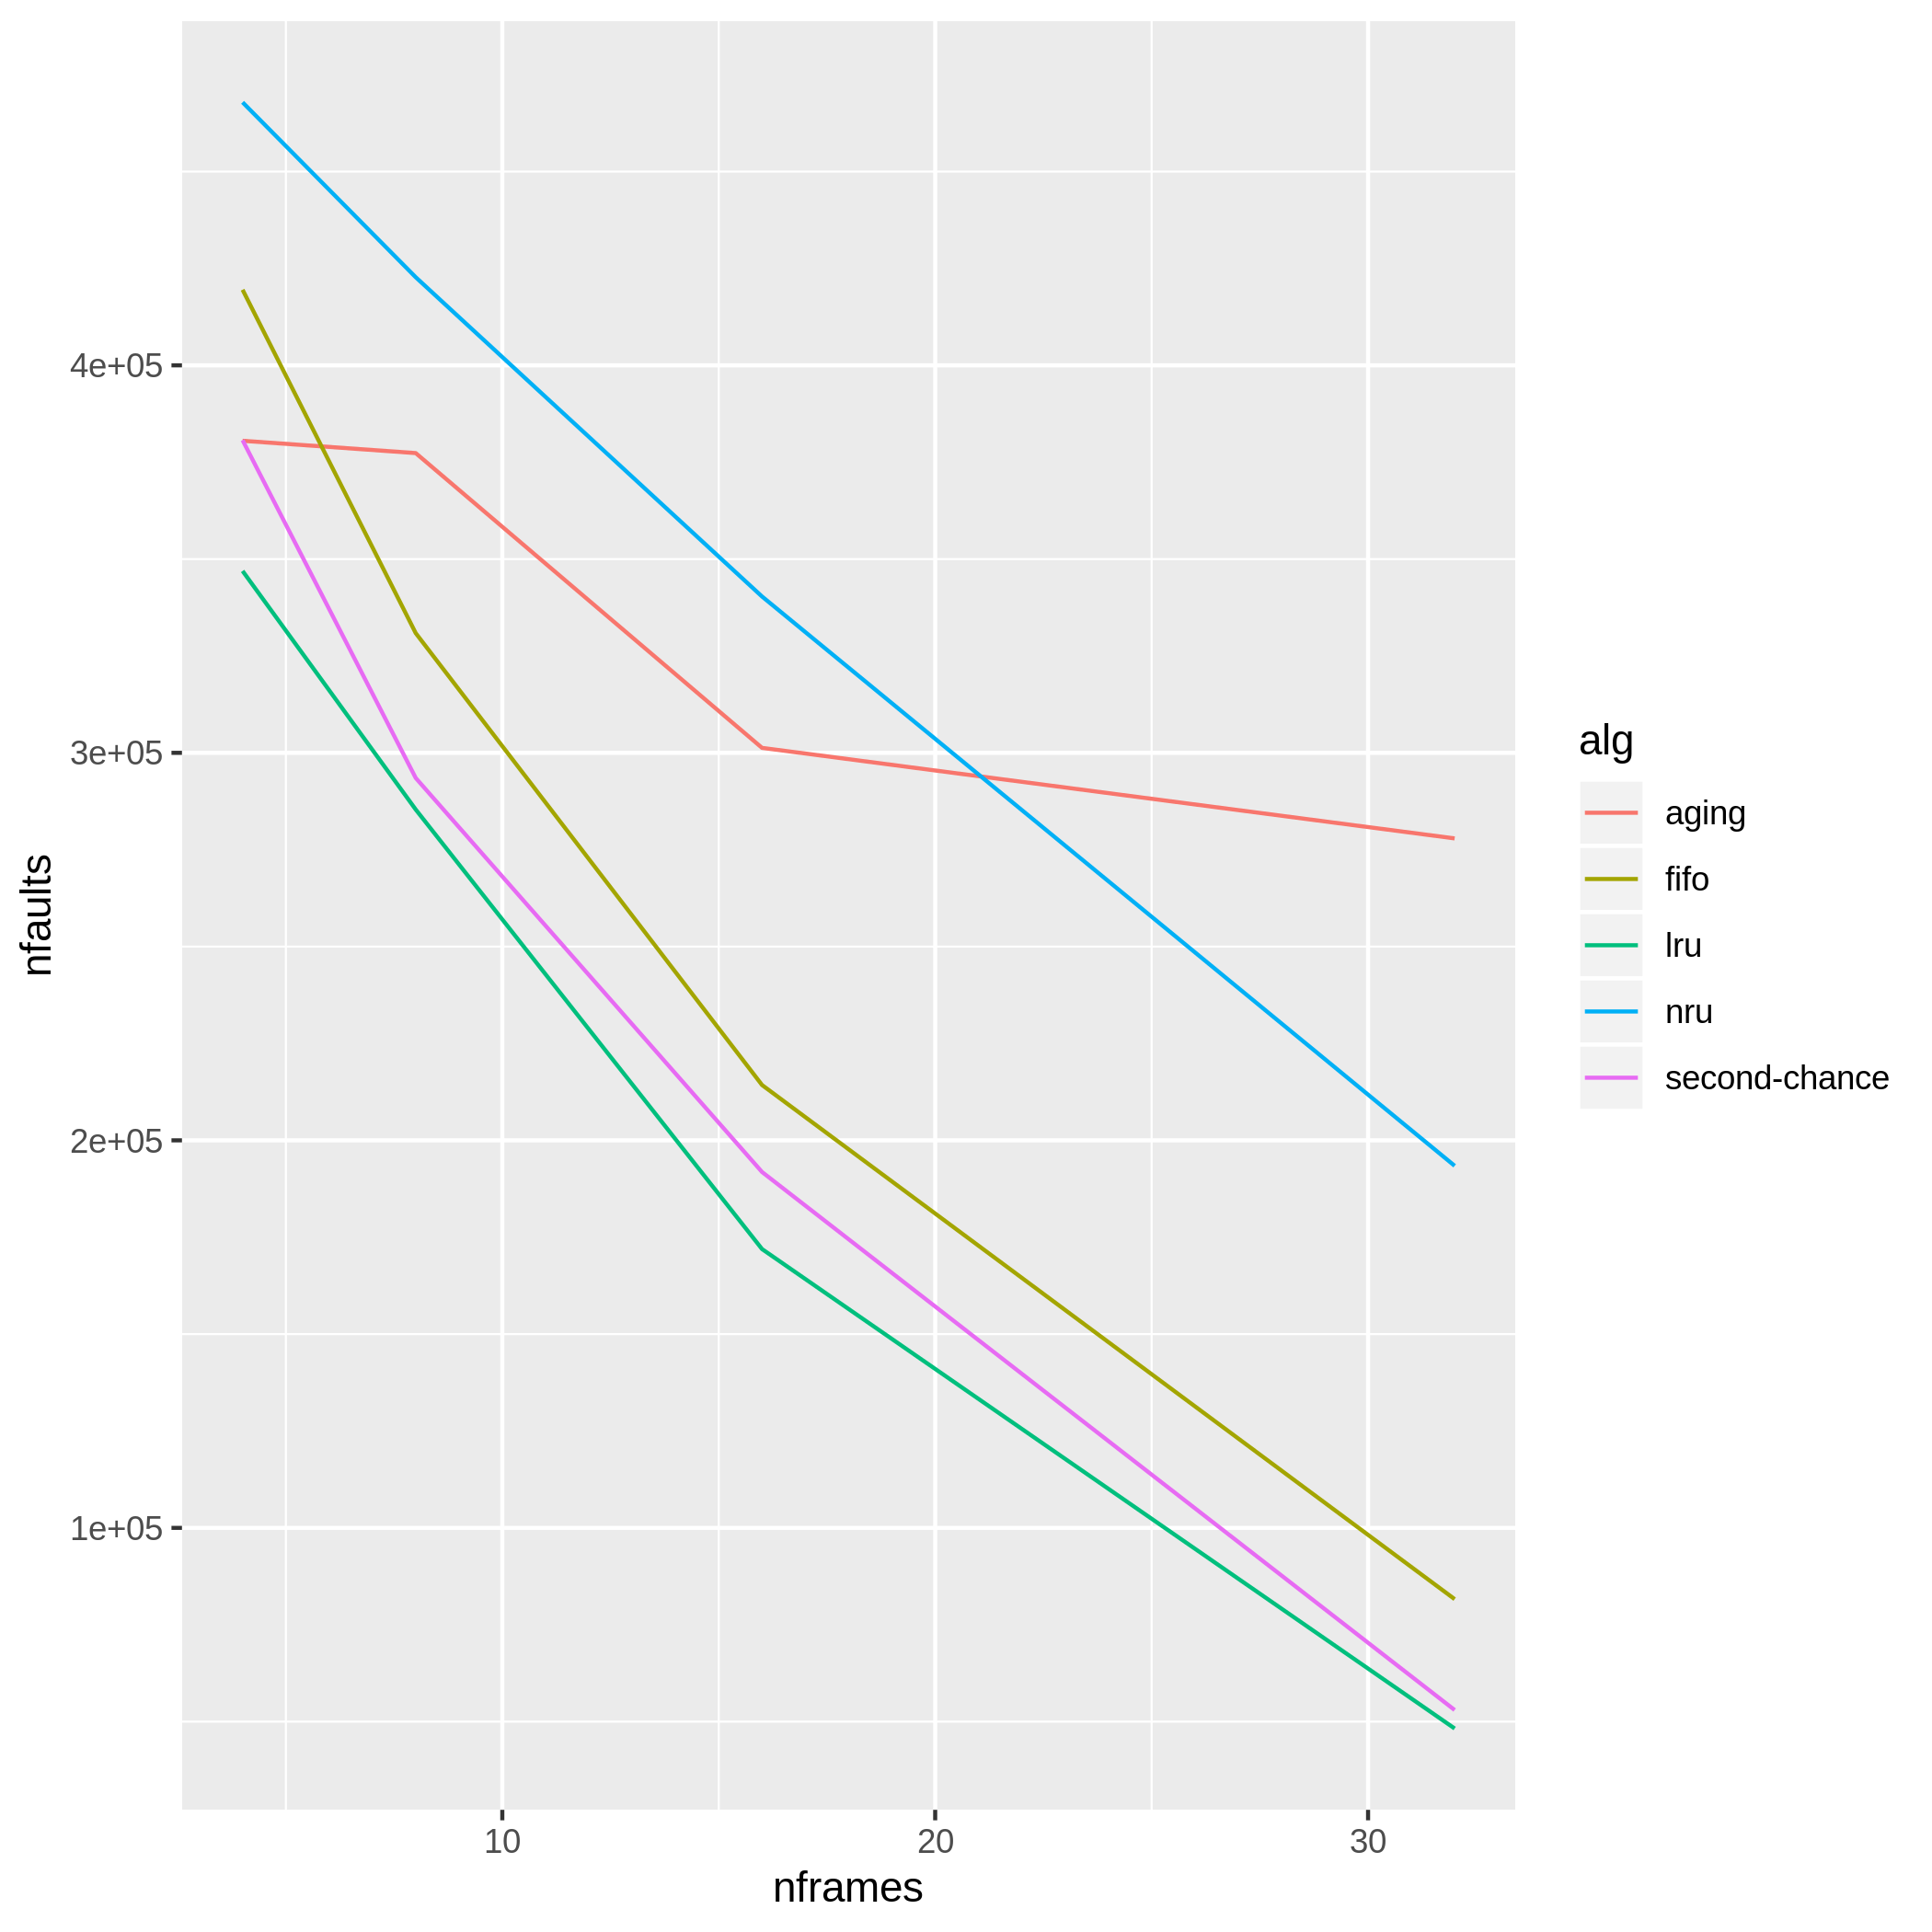 nfaults
4e+05
3e+05
2e+05
1e+05
10 20 30
nframes
alg
aging
fifo
lru
nru
second-chance